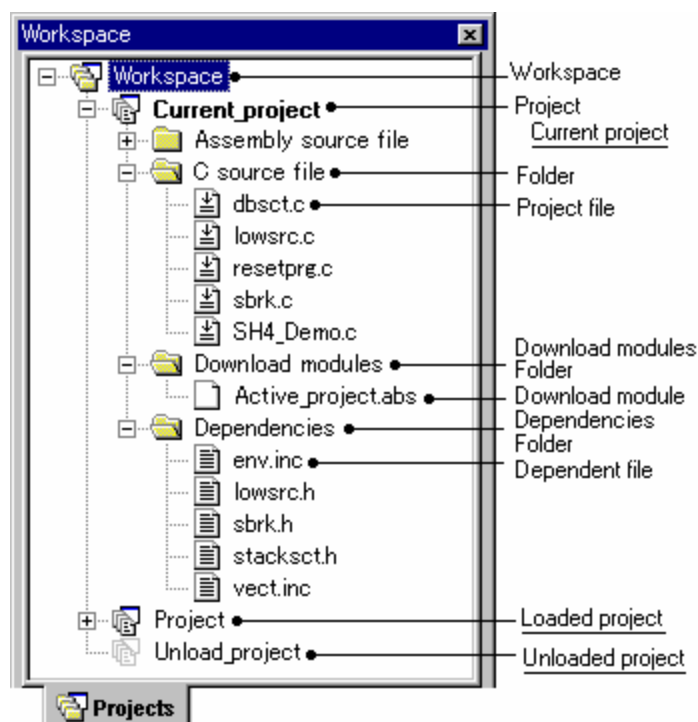 Workspace
Workspace
Workspace
Current_project
Project
Current project
Assembly source file
C source file
Folder
dbsct.c
Project file
lowsrc.c
resetprg.c
sbrk.c
SH4_Demo.c
Download modules
Download modules
Folder
Active_project.abs
Download module
Dependencies
Dependencies
Folder
env.inc
Dependent file
lowsrc.h
sbrk.h
stacksct.h
vect.inc
Project
Loaded project
Unload_project
Unloaded project
Projects